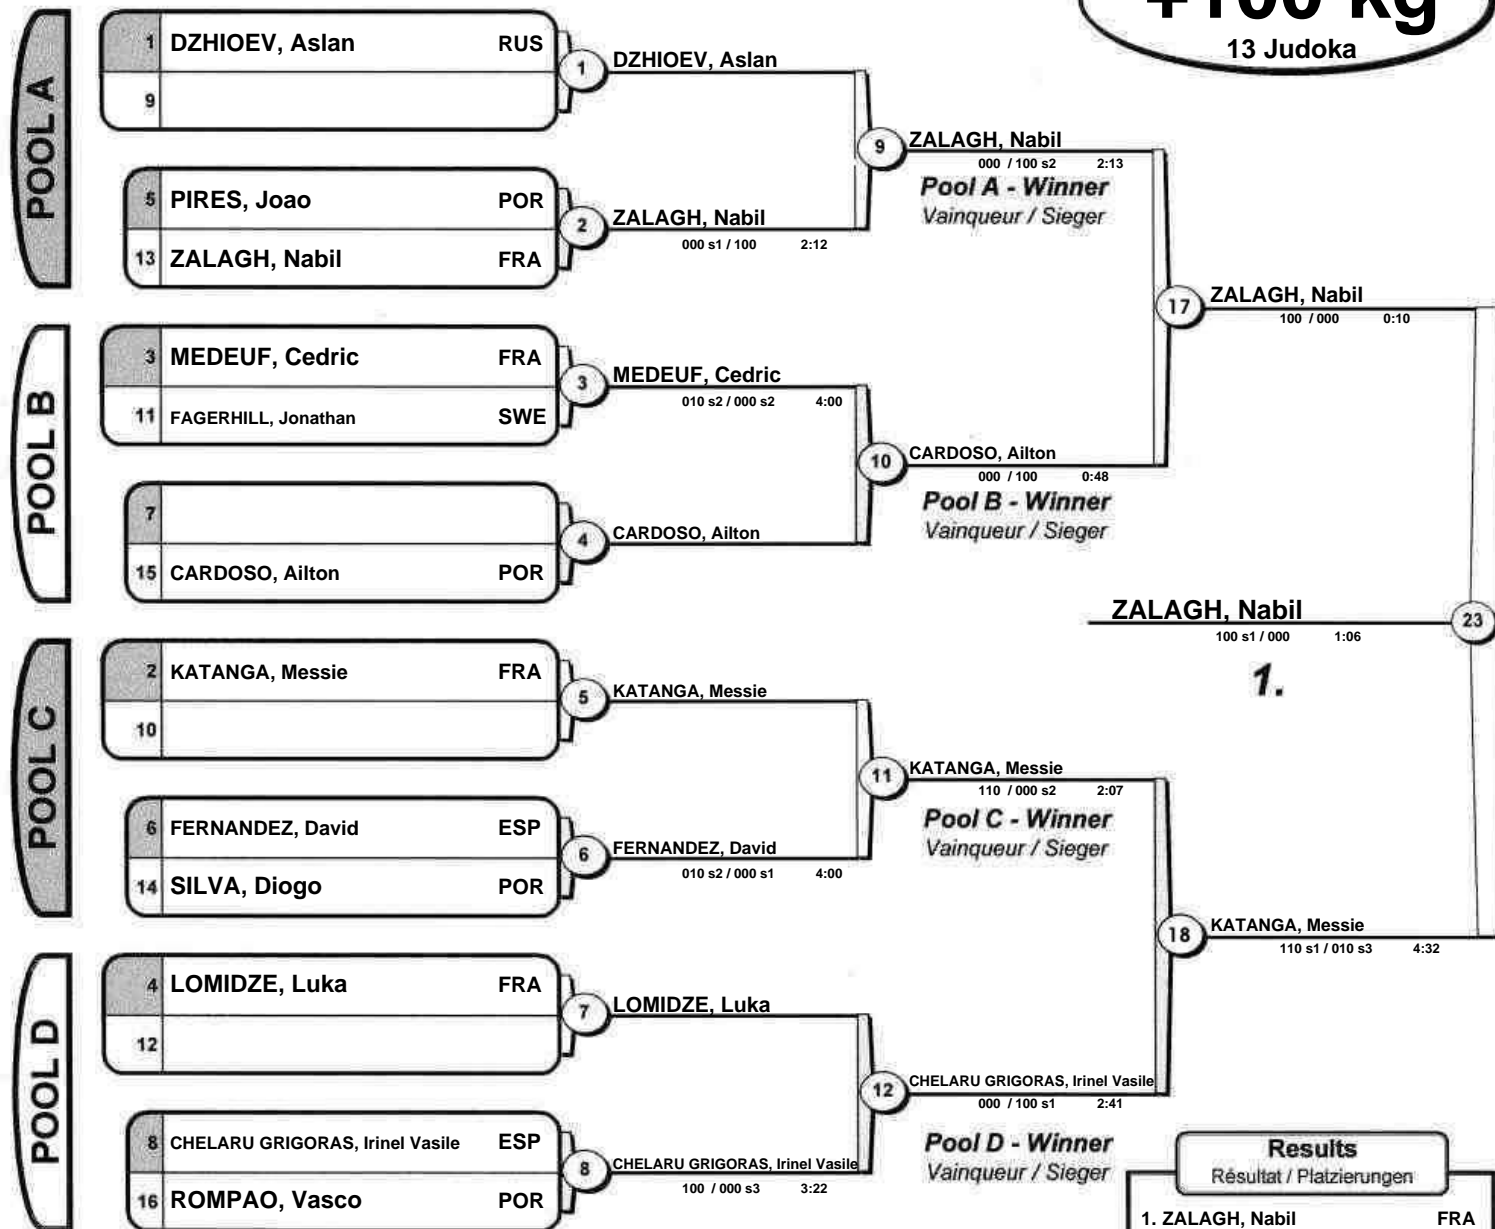 +100 kg
13 Judoka
POOL A
1 DZHIOEV, Aslan RUS
9
1
DZHIOEV, Aslan
5 PIRES, Joao POR
13 ZALAGH, Nabil FRA
2
ZALAGH, Nabil
000 s1 / 100 2:12
9
ZALAGH, Nabil
000 / 100 s2 2:13
Pool A - Winner
Vainqueur / Sieger
POOL B
3 MEDEUF, Cedric FRA
11 FAGERHILL, Jonathan SWE
3
MEDEUF, Cedric
010 s2 / 000 s2 4:00
7
15 CARDOSO, Ailton POR
4
CARDOSO, Ailton
10
CARDOSO, Ailton
000 / 100 0:48
Pool B - Winner
Vainqueur / Sieger
17
ZALAGH, Nabil
100 / 000 0:10
ZALAGH, Nabil
100 s1 / 000 1:06
23
1.
POOL C
2 KATANGA, Messie FRA
10
5
KATANGA, Messie
6 FERNANDEZ, David ESP
14 SILVA, Diogo POR
6
FERNANDEZ, David
010 s2 / 000 s1 4:00
11
KATANGA, Messie
110 / 000 s2 2:07
Pool C - Winner
Vainqueur / Sieger
18
KATANGA, Messie
110 s1 / 010 s3 4:32
POOL D
4 LOMIDZE, Luka FRA
12
7
LOMIDZE, Luka
8 CHELARU GRIGORAS, Irinel Vasile ESP
16 ROMPAO, Vasco POR
8
CHELARU GRIGORAS, Irinel Vasile
100 / 000 s3 3:22
12
CHELARU GRIGORAS, Irinel Vasile
000 / 100 s1 2:41
Pool D - Winner
Vainqueur / Sieger
Results
Résultat / Platzierungen
1. ZALAGH, Nabil FRA